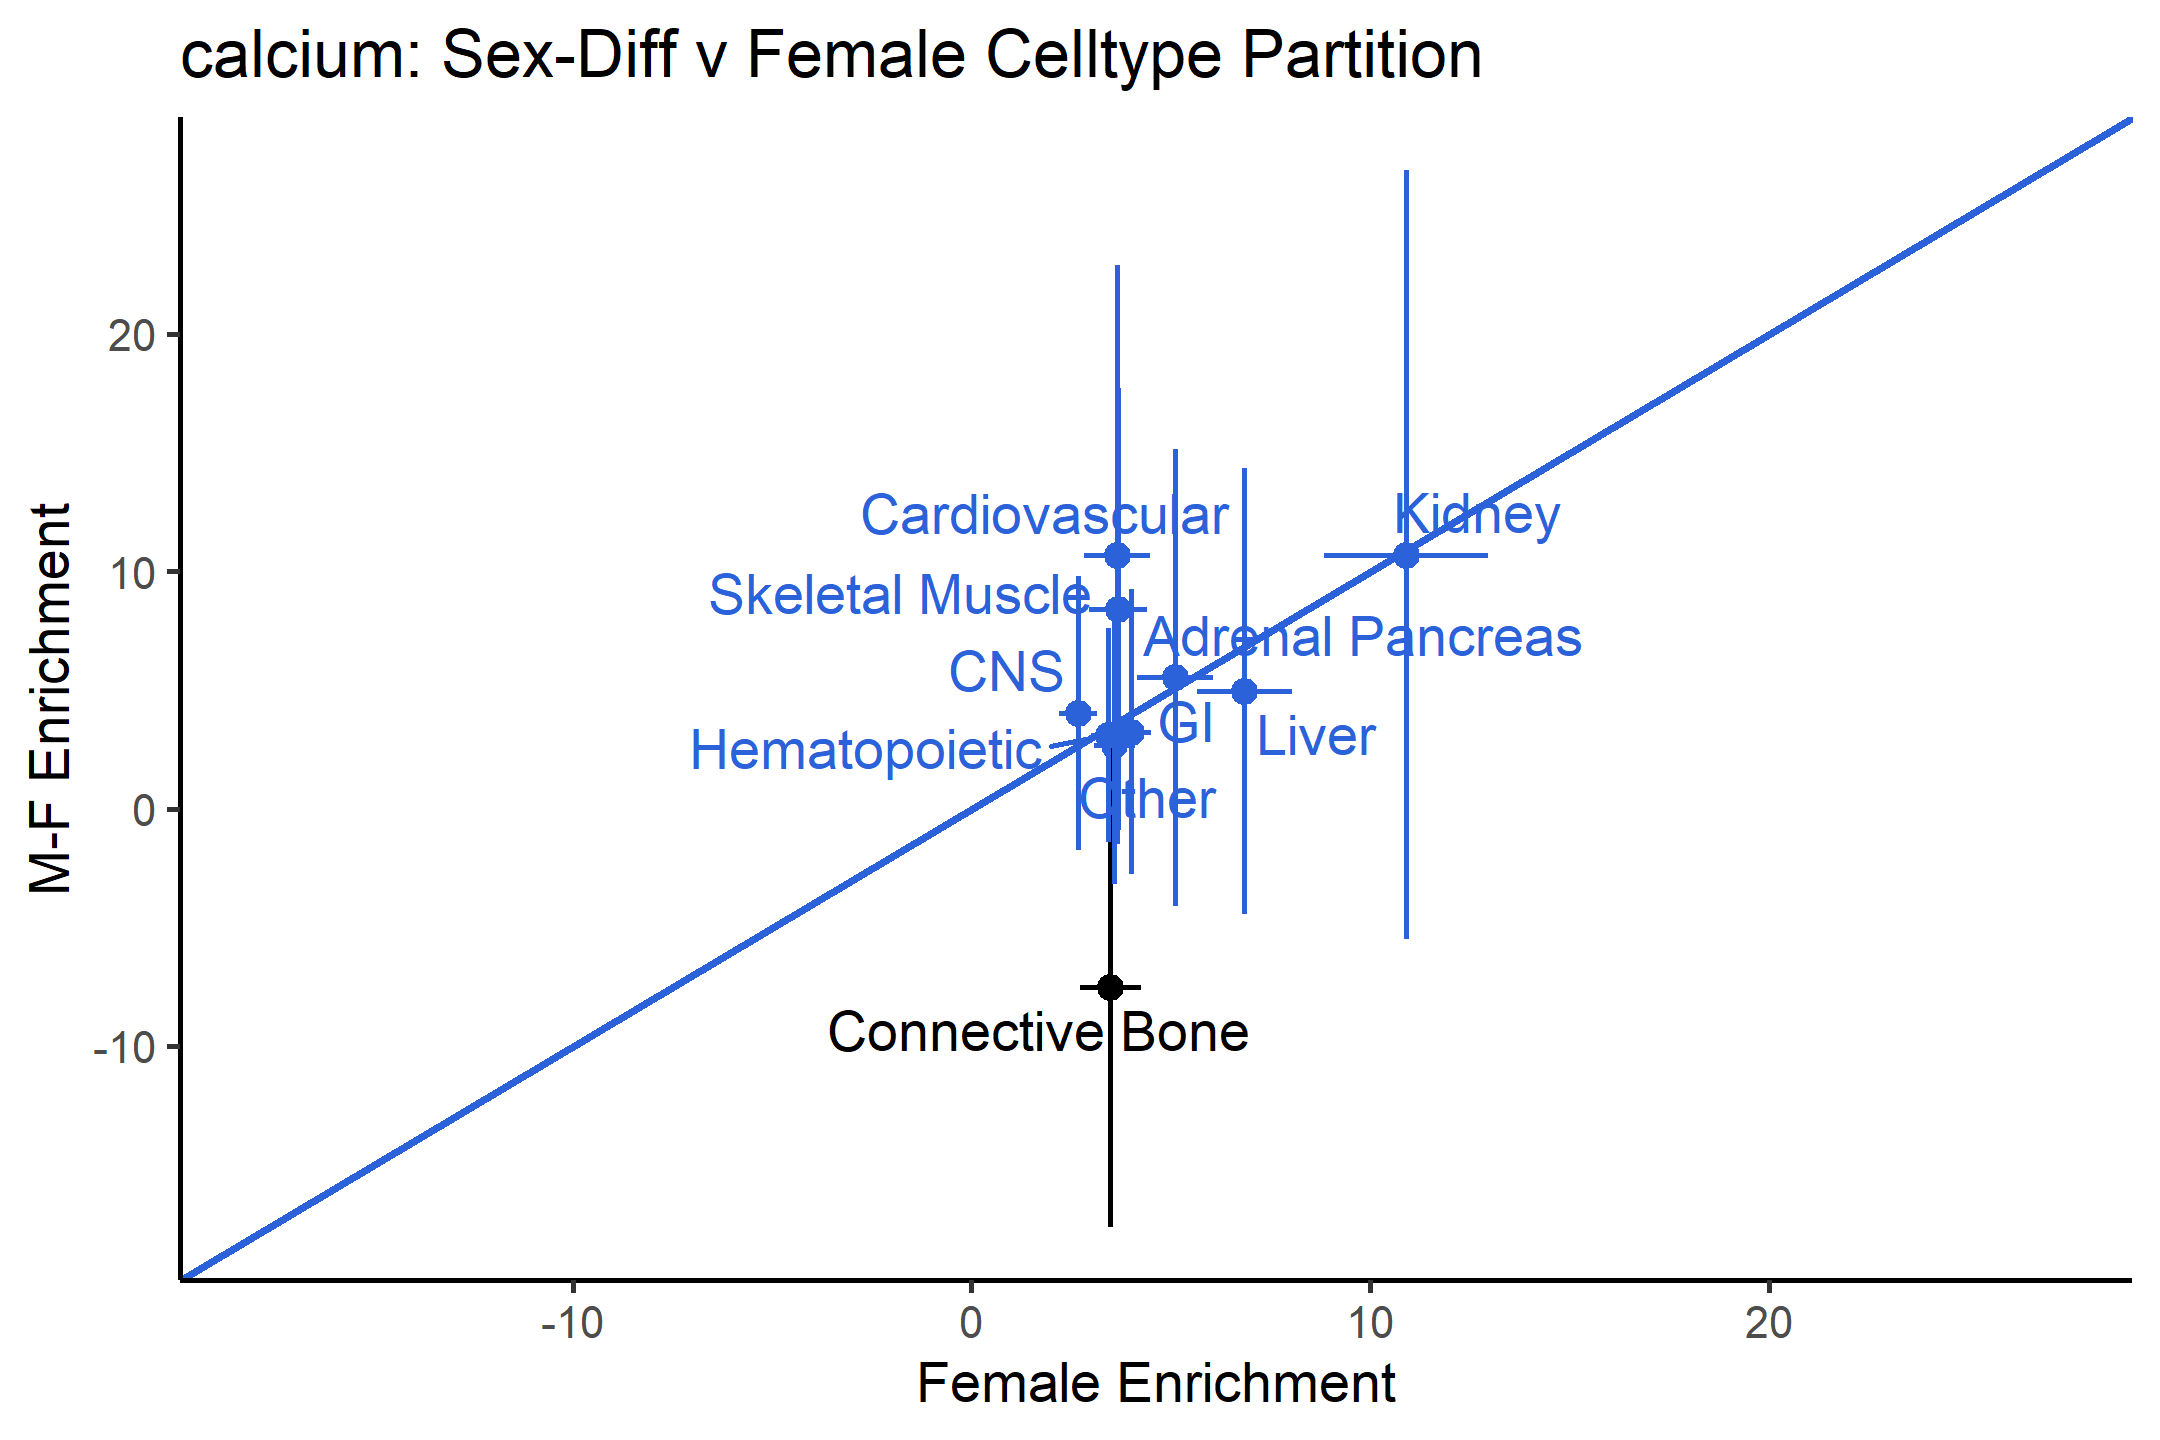 calcium: Sex-Diff v Female Celltype Partition
M-F Enrichment
20
10
0
-10
Cardiovascular
Kidney
Skeletal Muscle
Adrenal Pancreas
CNS
GI
Liver
Hematopoietic
Other
Connective Bone
-10
0
10
20
Female Enrichment